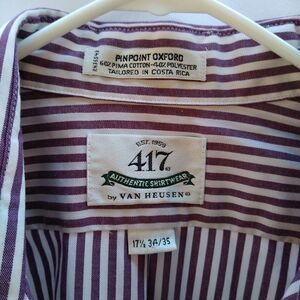 PINPOINT OXFORD
60% PIMA COTTON-40% POLYESTER
TAILORED IN COSTA RICA
EST. 1959
417®
AUTHENTIC SHIRTWEAR
by VAN HEUSEN®
17½ 34/35